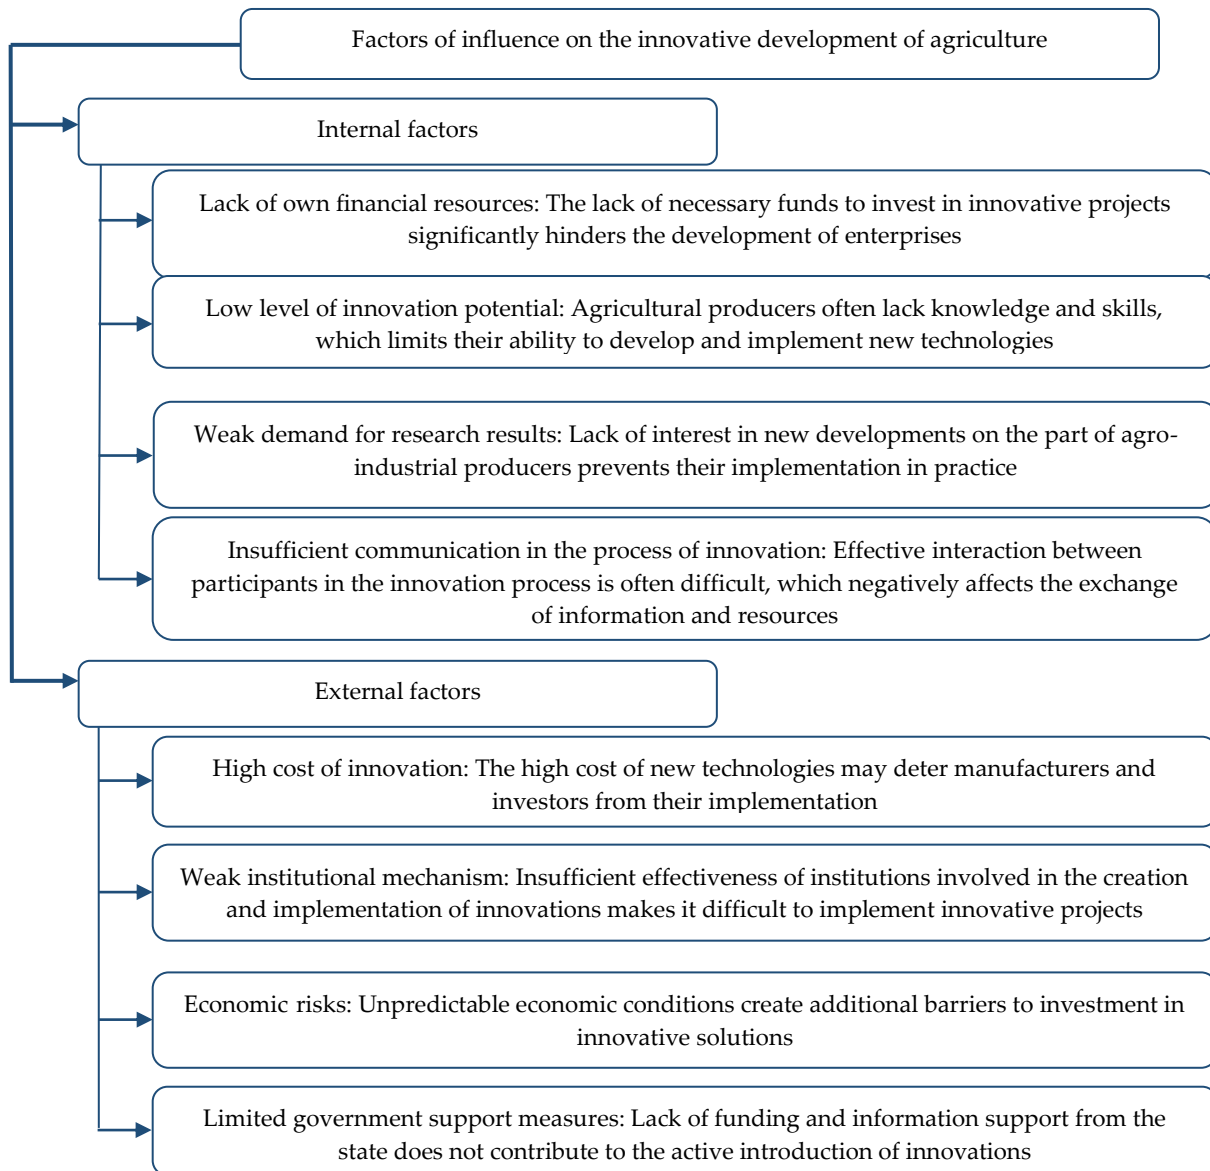 Factors of influence on the innovative development of agriculture
Internal factors
Lack of own financial resources: The lack of necessary funds to invest in innovative projects
significantly hinders the development of enterprises
Low level of innovation potential: Agricultural producers often lack knowledge and skills,
which limits their ability to develop and implement new technologies
Weak demand for research results: Lack of interest in new developments on the part of agro-
industrial producers prevents their implementation in practice
Insufficient communication in the process of innovation: Effective interaction between
participants in the innovation process is often difficult, which negatively affects the exchange
of information and resources
External factors
High cost of innovation: The high cost of new technologies may deter manufacturers and
investors from their implementation
Weak institutional mechanism: Insufficient effectiveness of institutions involved in the creation
and implementation of innovations makes it difficult to implement innovative projects
Economic risks: Unpredictable economic conditions create additional barriers to investment in
innovative solutions
Limited government support measures: Lack of funding and information support from the
state does not contribute to the active introduction of innovations